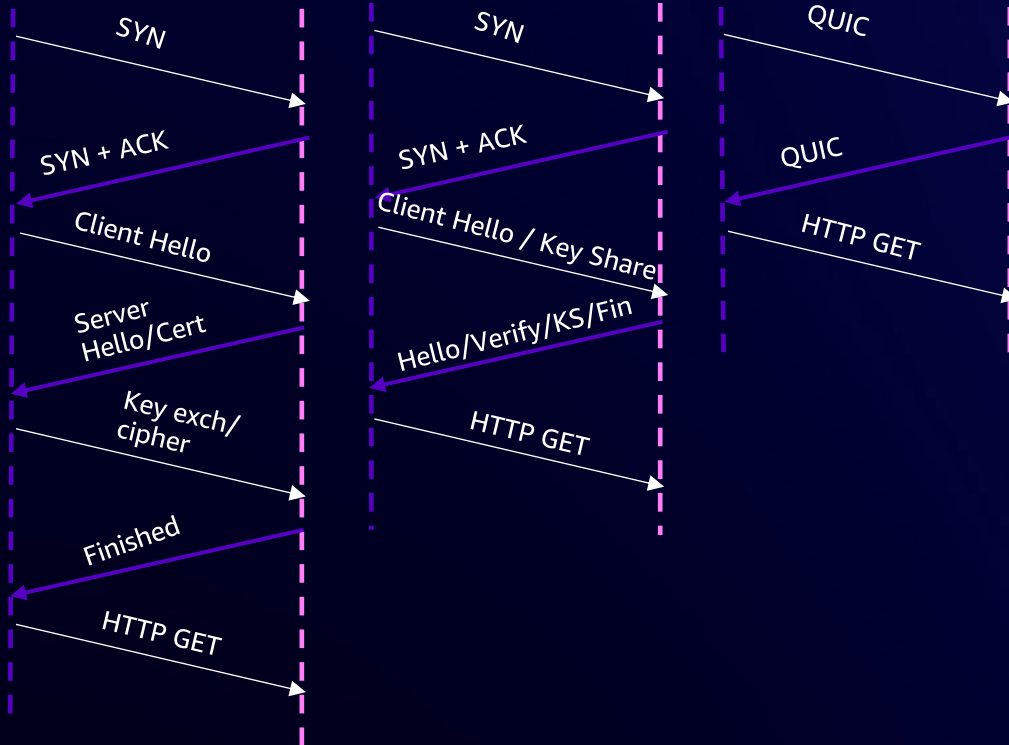 SYN
SYN + ACK
Client Hello
Server
Hello/Cert
Key exch/
cipher
Finished
HTTP GET
SYN
SYN + ACK
Client Hello / Key Share
Hello/Verify/KS/Fin
HTTP GET
QUIC
QUIC
HTTP GET